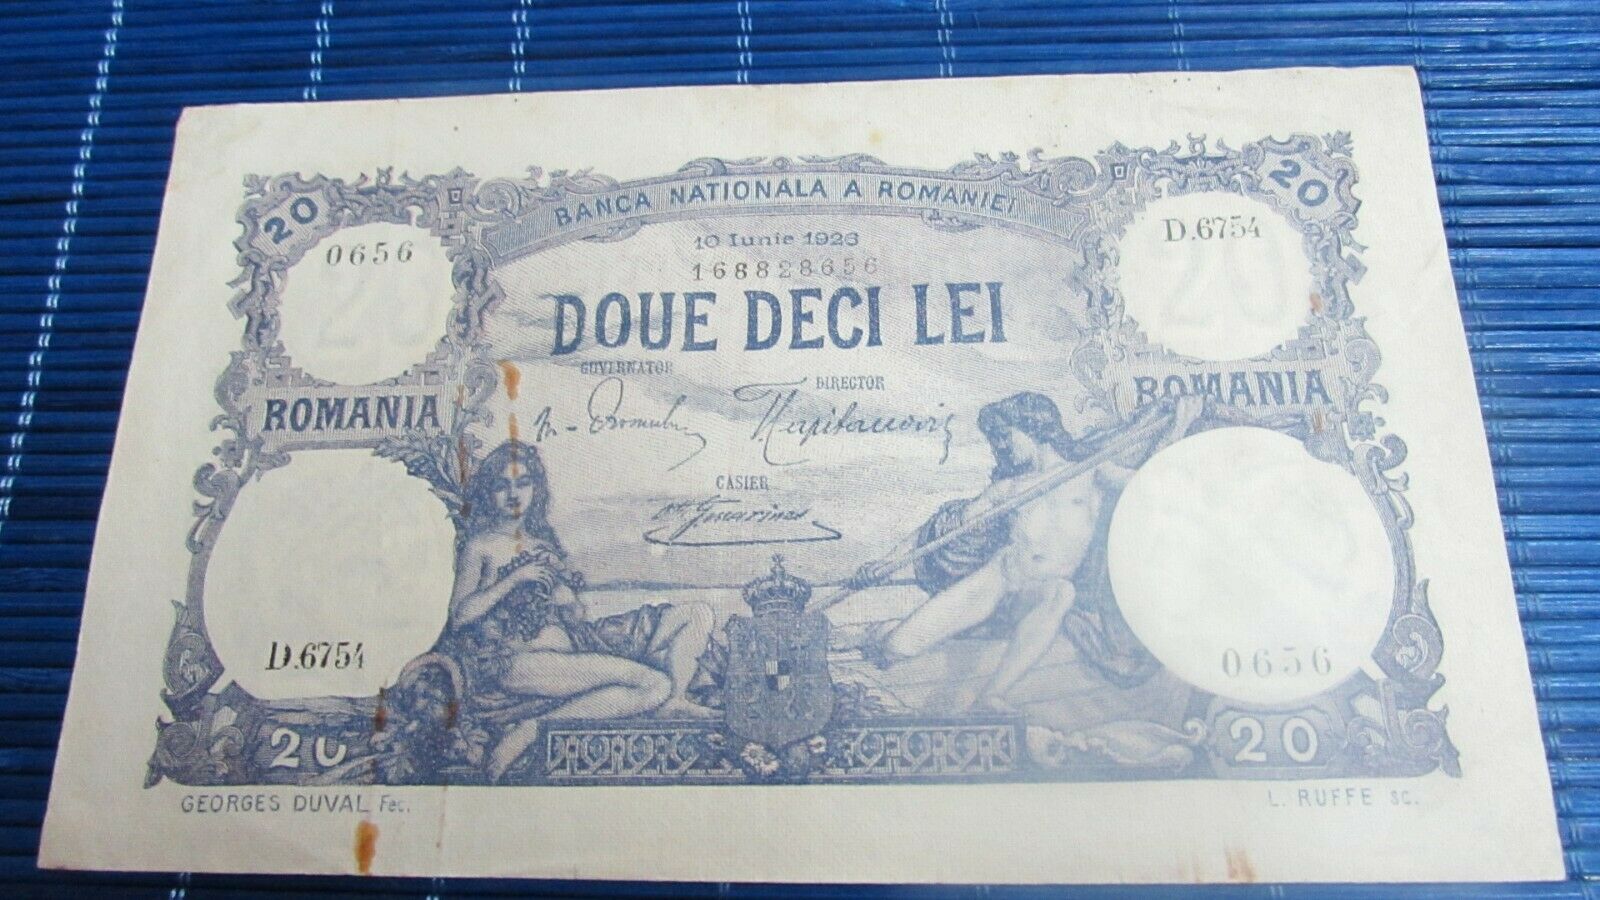 BANCA NATIONALA A ROMANIEI
20
20
0656
D.6754
10 Iunie 1923
168828656
DOUE DECI LEI
GUVERNATOR
DIRECTOR
ROMANIA
ROMANIA
CASIER
D.6754
0656
20
20
GEORGES DUVAL Fec.
L. RUFFE SC.